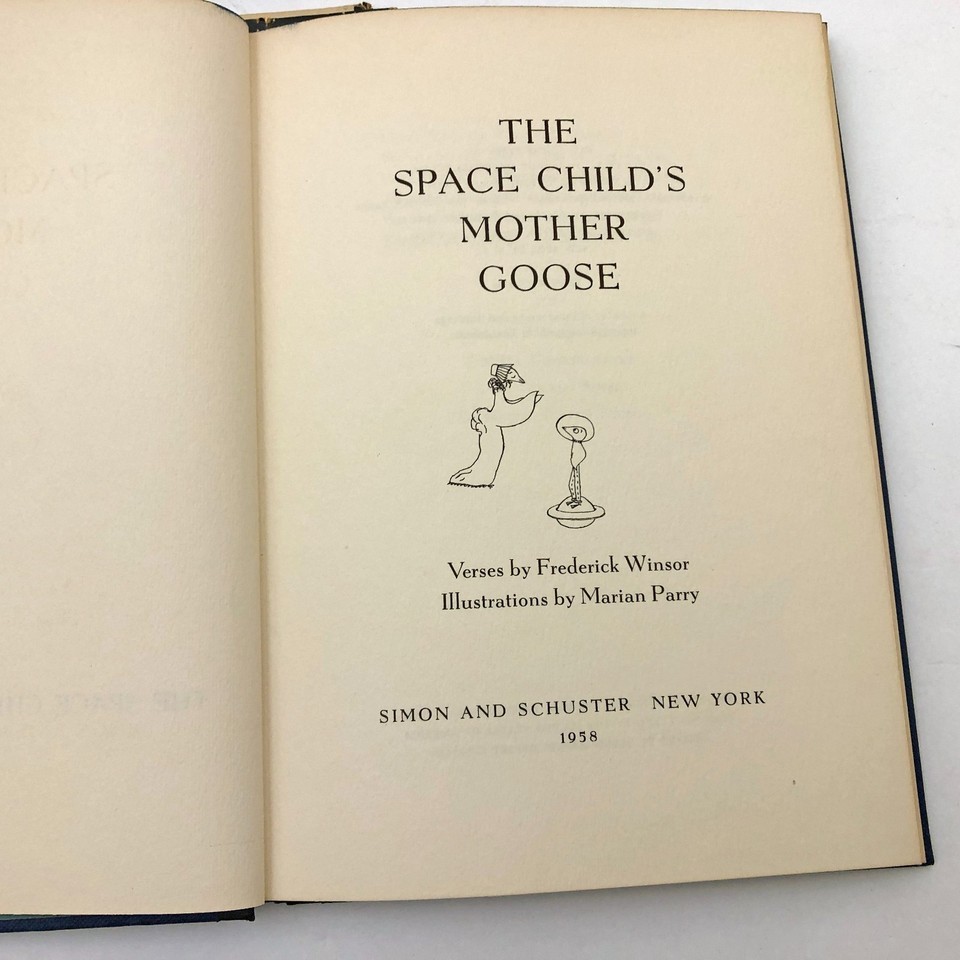 THE
SPACE CHILD'S
MOTHER
GOOSE
Verses by Frederick Winsor
Illustrations by Marian Parry
SIMON AND SCHUSTER NEW YORK
1958